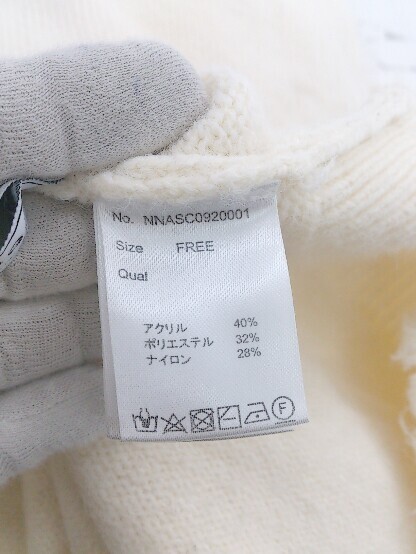 No. NNASC0920001
Size FREE
Qual
アクリル 40%
ポリエステル 32%
ナイロン 28%
F